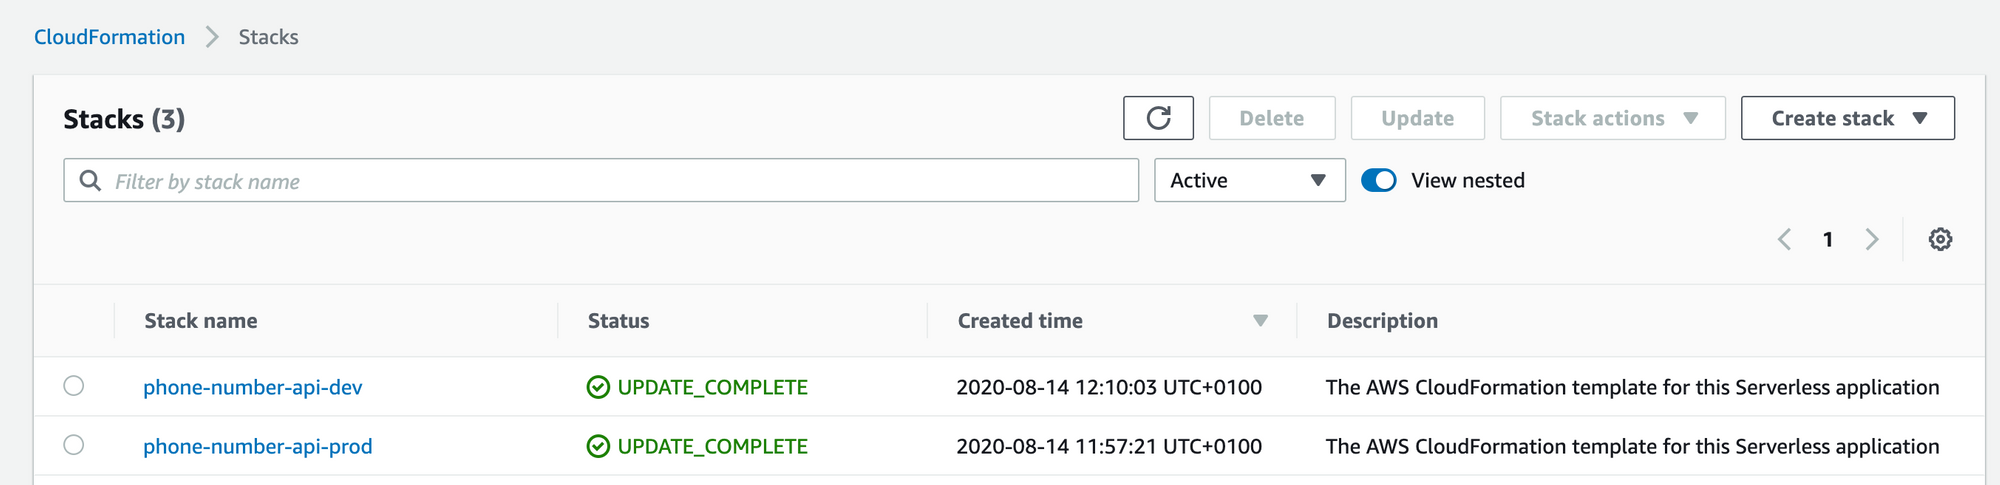 CloudFormation > Stacks
Stacks (3)
Delete
Update
Stack actions
Create stack
Filter by stack name
Active
View nested
1
Stack name Status Created time Description
phone-number-api-dev UPDATE_COMPLETE 2020-08-14 12:10:03 UTC+0100 The AWS CloudFormation template for this Serverless application
phone-number-api-prod UPDATE_COMPLETE 2020-08-14 11:57:21 UTC+0100 The AWS CloudFormation template for this Serverless application